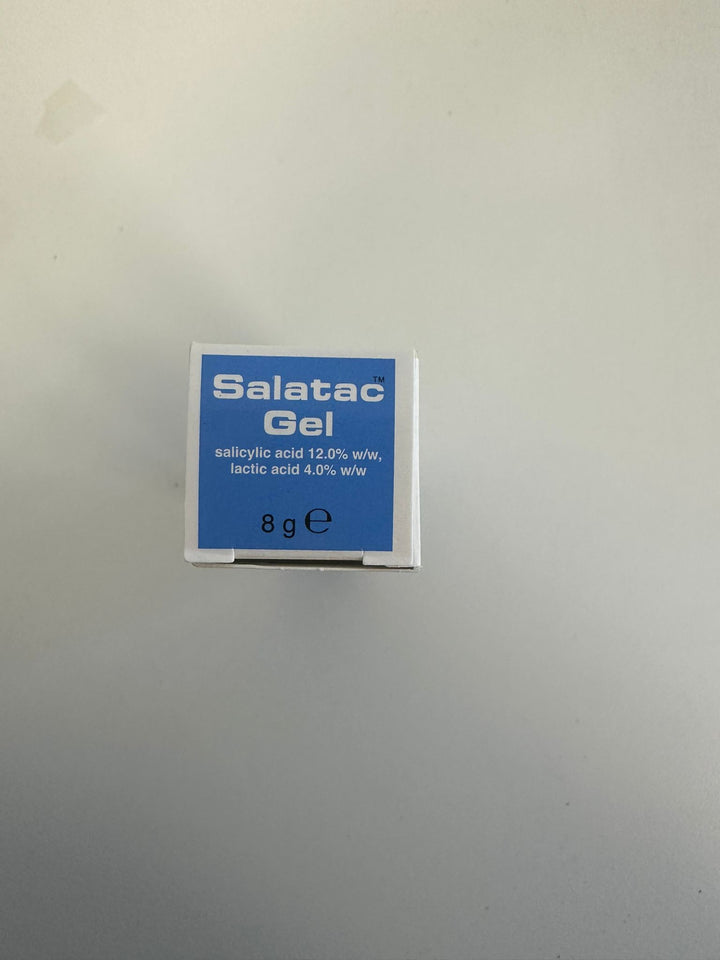 Salatac™
Gel
salicylic acid 12.0% w/w,
lactic acid 4.0% w/w
8 g ℮